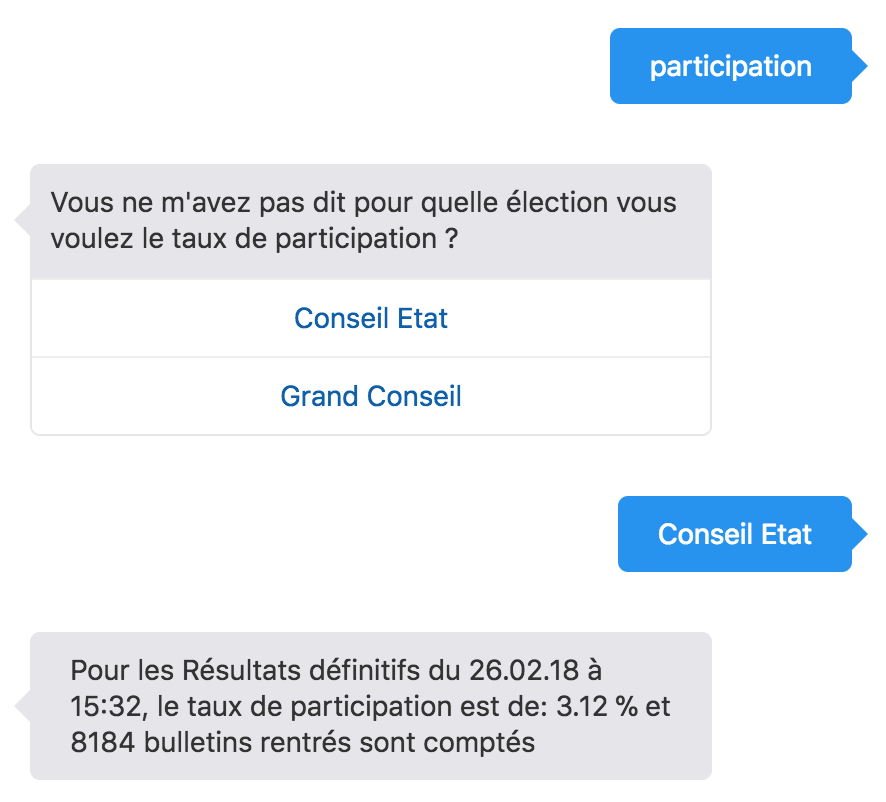 participation
Vous ne m'avez pas dit pour quelle élection vous
voulez le taux de participation ?
Conseil Etat
Grand Conseil
Conseil Etat
Pour les Résultats définitifs du 26.02.18 à
15:32, le taux de participation est de: 3.12 % et
8184 bulletins rentrés sont comptés